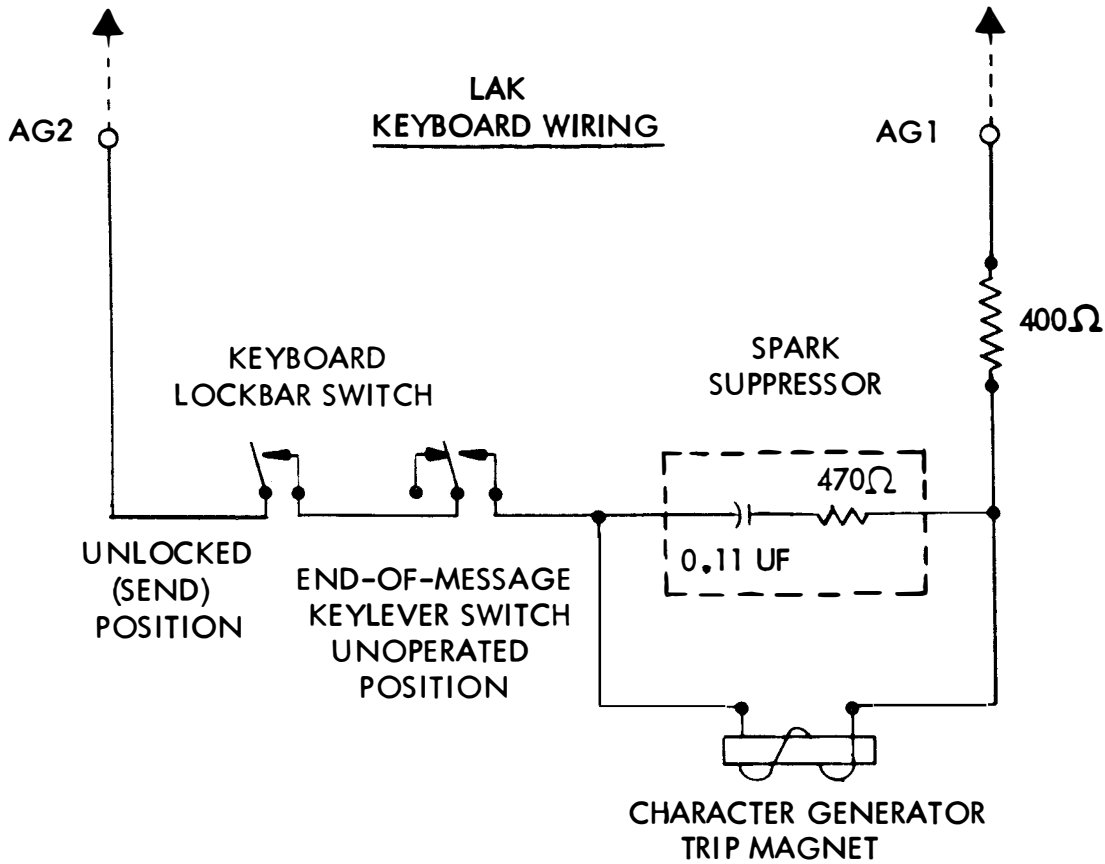 LAK
KEYBOARD WIRING
AG2
AG1
400Ω
KEYBOARD
LOCKBAR SWITCH
SPARK
SUPPRESSOR
470Ω
0.11 UF
UNLOCKED
(SEND)
POSITION
END-OF-MESSAGE
KEYLEVER SWITCH
UNOPERATED
POSITION
CHARACTER GENERATOR
TRIP MAGNET